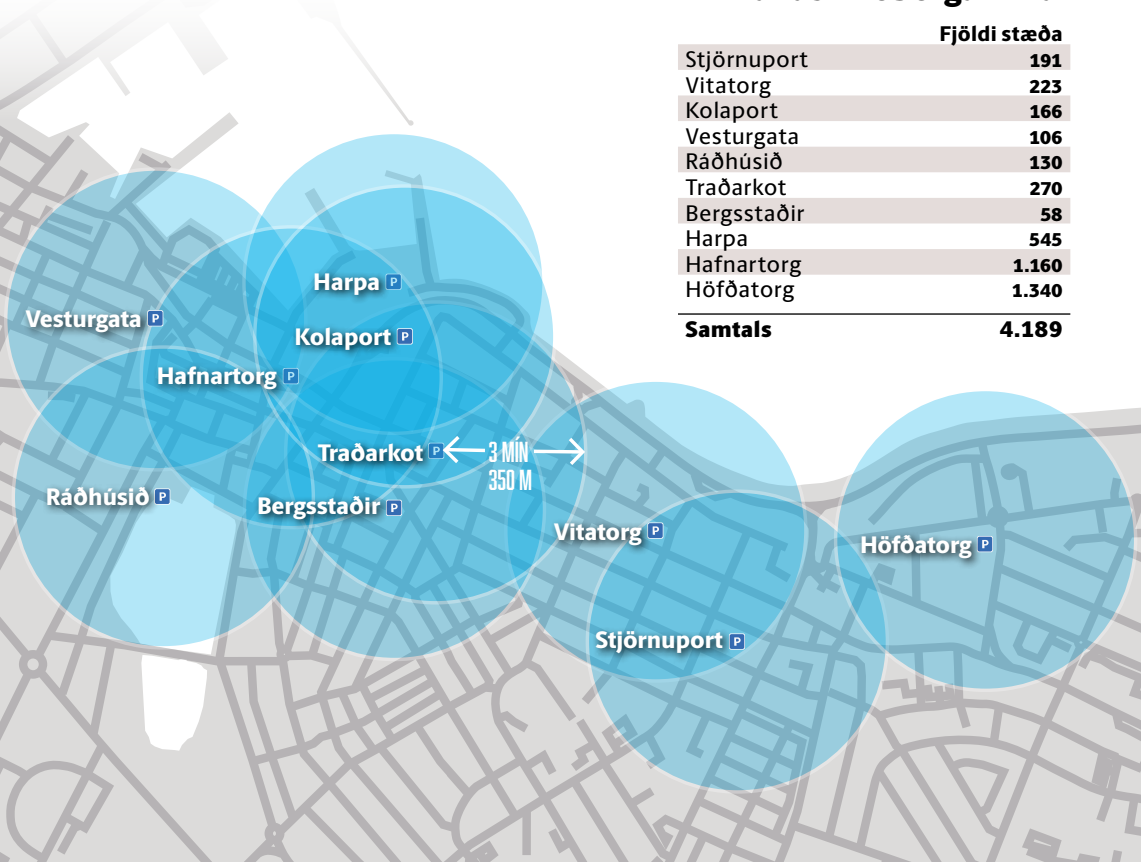 Fjöldi stæða
Stjörnuport 191
Vitatorg 223
Kolaport 166
Vesturgata 106
Ráðhúsið 130
Traðarkot 270
Bergsstaðir 58
Harpa 545
Hafnartorg 1.160
Höfðatorg 1.340
Samtals 4.189
Harpa P
Vesturgata P
Kolaport P
Hafnartorg P
Traðarkot P
3 MÍN
350 M
Ráðhúsið P
Bergsstaðir P
Vitatorg P
Höfðatorg P
Stjörnuport P